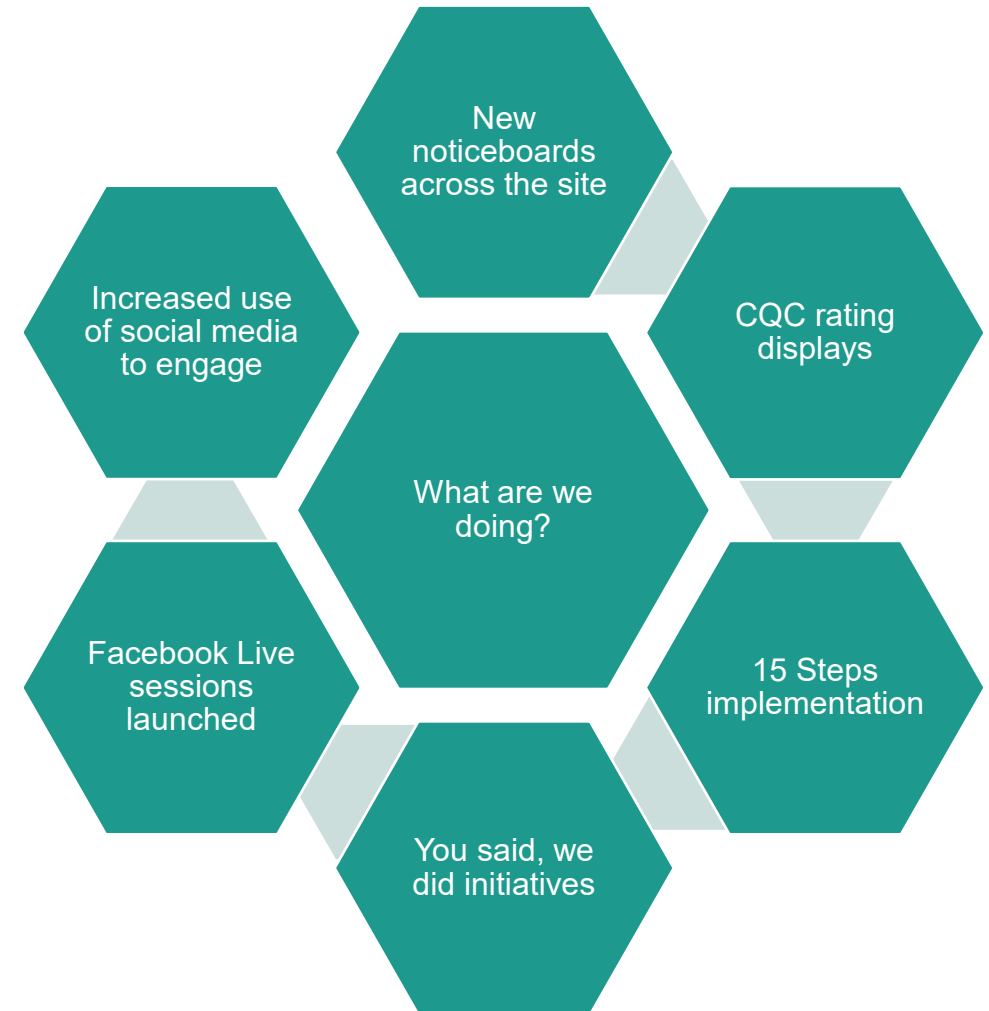 New
noticeboards
across the site
CQC rating
displays
15 Steps
implementation
You said, we
did initiatives
Facebook Live
sessions
launched
Increased use
of social media
to engage
What are we
doing?